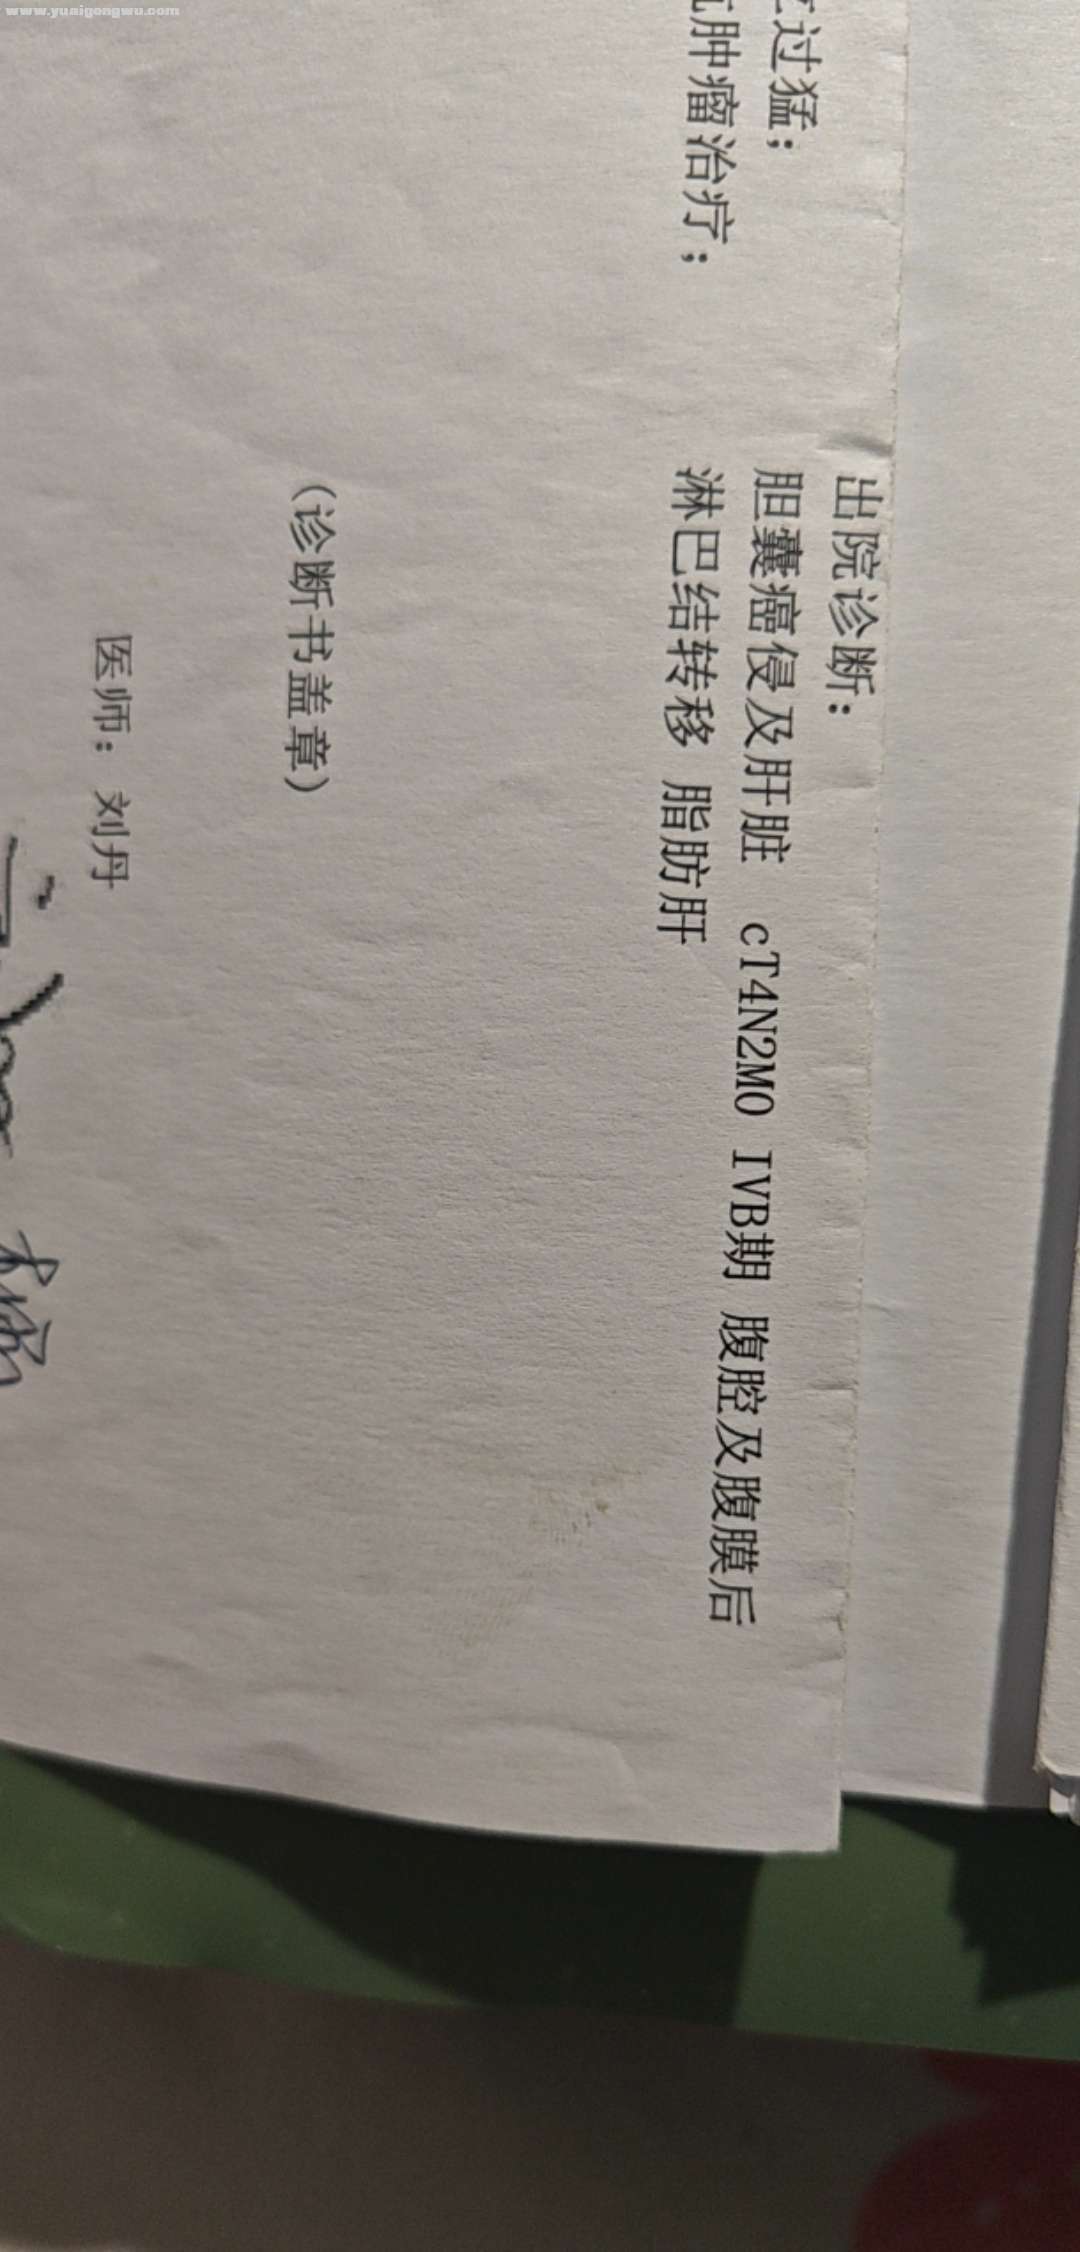 www.yuaigongwu.com
过猛；
肿瘤治疗；
出院诊断：
胆囊癌侵及肝脏 cT4N2M0 IVB期 腹腔及腹膜后
淋巴结转移 脂肪肝
（诊断书盖章）
医师：刘丹